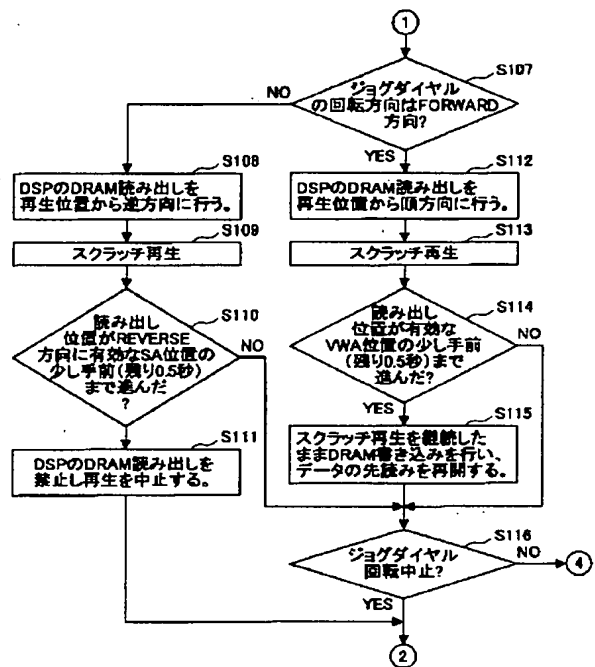 1
S107
ジョグダイヤル
の回転方向はFORWARD
方向?
NO
YES
S108
DSPのDRAM読み出しを
再生位置から逆方向に行う。
S112
DSPのDRAM読み出しを
再生位置から順方向に行う。
S109
スクラッチ再生
S113
スクラッチ再生
S110
読み出し
位置がREVERSE
方向に有効なSA位置の
少し手前(残り0.5秒)
まで進んだ
?
NO
YES
S114
読み出し
位置が有効な
VWA位置の少し手前
(残り0.5秒)まで
進んだ?
NO
YES
S111
DSPのDRAM読み出しを
禁止し再生を中止する。
S115
スクラッチ再生を継続した
ままDRAM書き込みを行い、
データの先読みを再開する。
S116
ジョグダイヤル
回転中止?
NO
4
YES
2